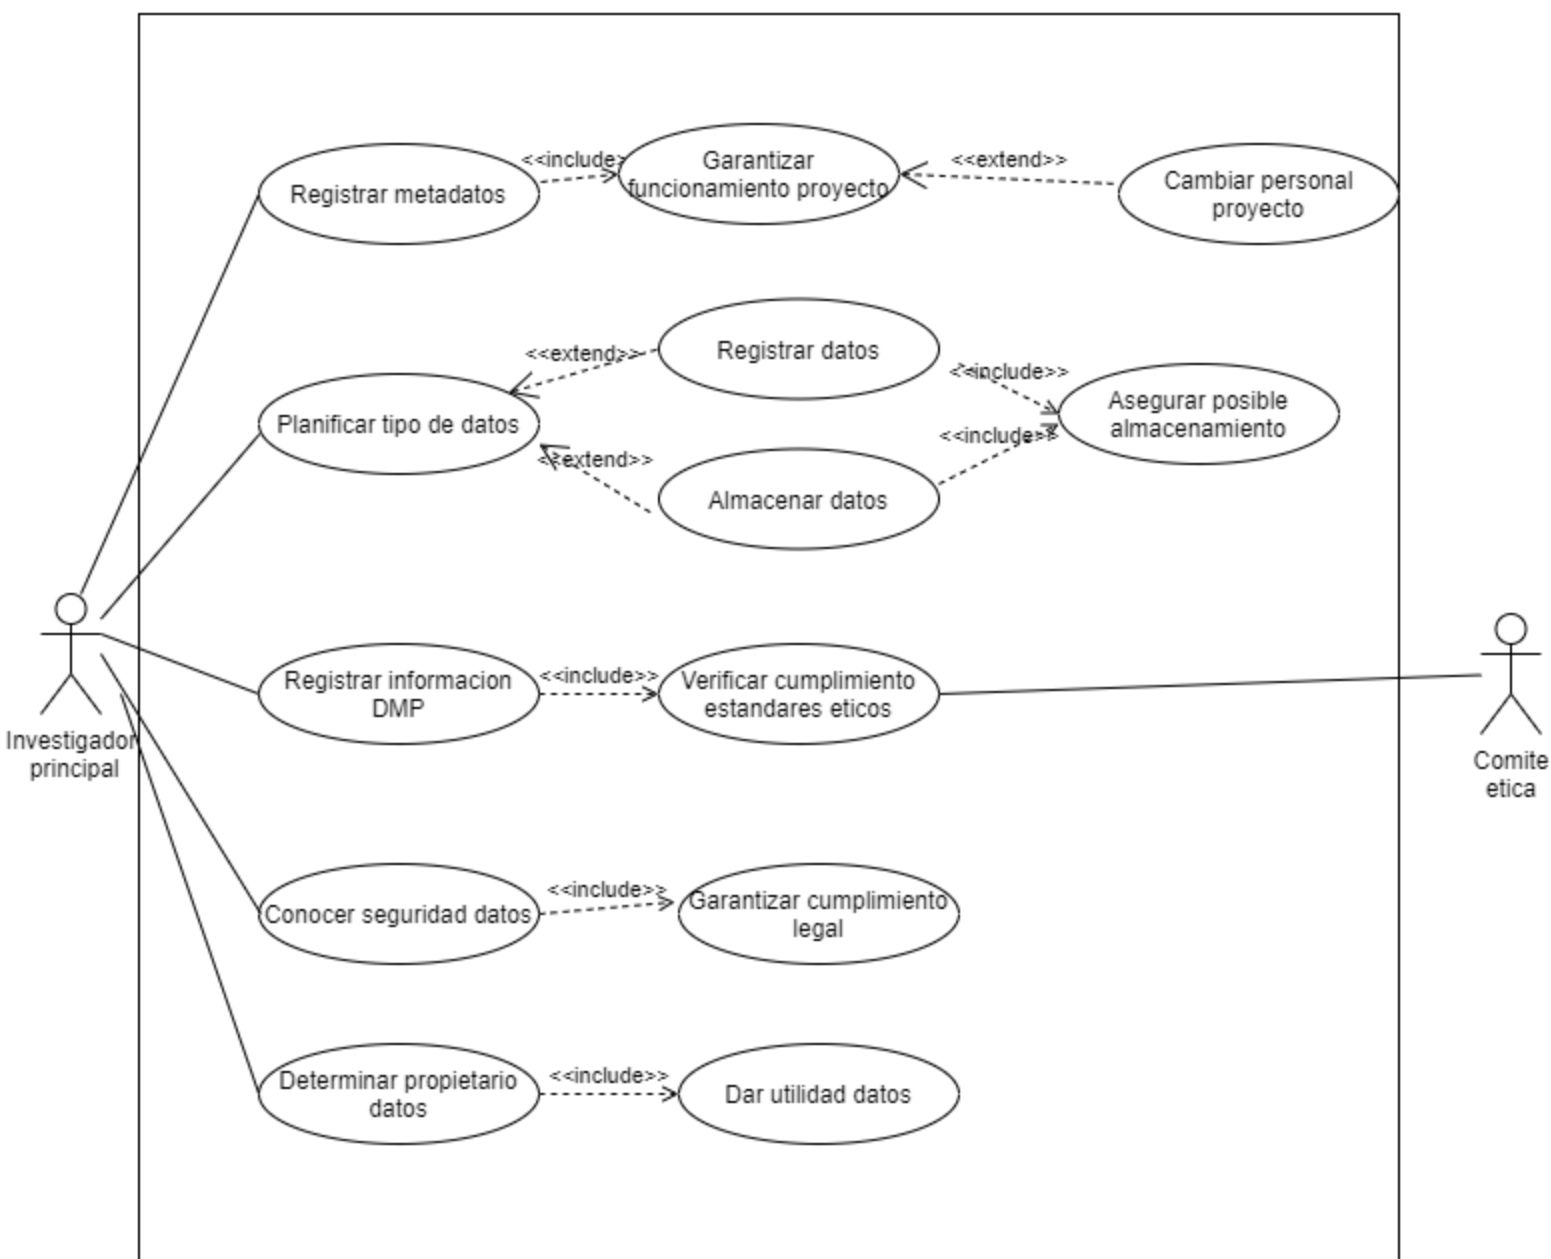 Registrar metadatos
<<include>
Garantizar
funcionamiento proyecto
<<extend>>
Cambiar personal
proyecto
Planificar tipo de datos
<<extend>>
<<extend>>
Registrar datos
Almacenar datos
<<include>>
<<include>>
Asegurar posible
almacenamiento
Investigador
principal
Registrar informacion
DMP
<<include>>
Verificar cumplimiento
estandares eticos
Comite
etica
Conocer seguridad datos
<<include>>
Garantizar cumplimiento
legal
Determinar propietario
datos
<<include>>
Dar utilidad datos